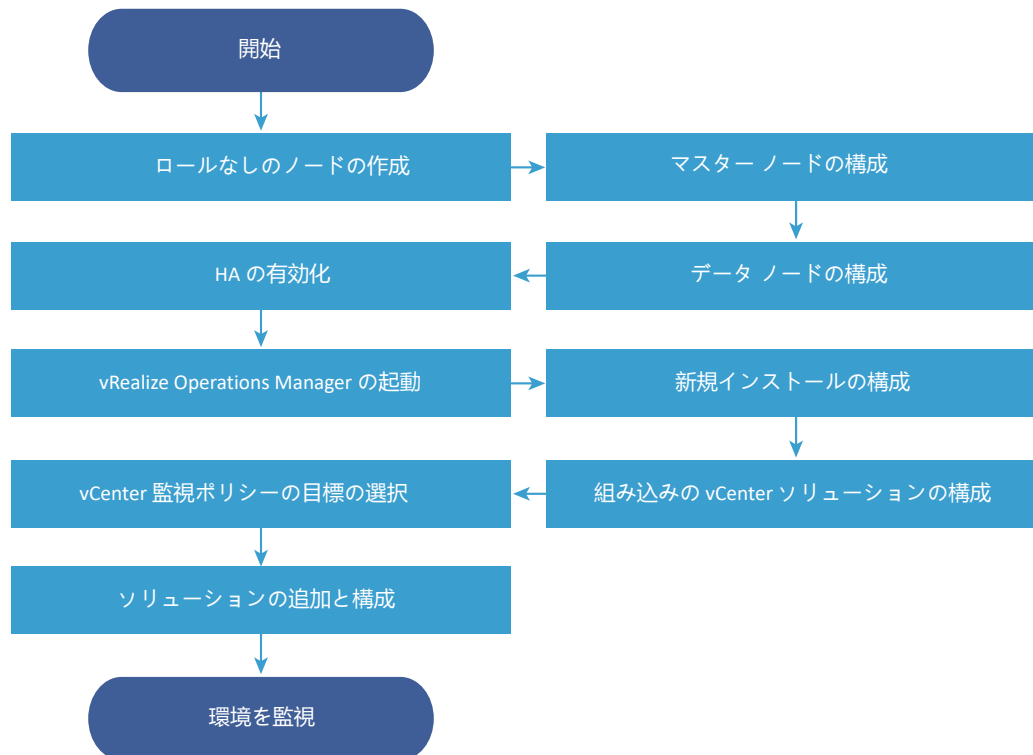 開始
ロールなしのノードの作成
マスター ノードの構成
データ ノードの構成
HA の有効化
vRealize Operations Manager の起動
新規インストールの構成
組み込みの vCenter ソリューションの構成
vCenter 監視ポリシーの目標の選択
ソリューションの追加と構成
環境を監視